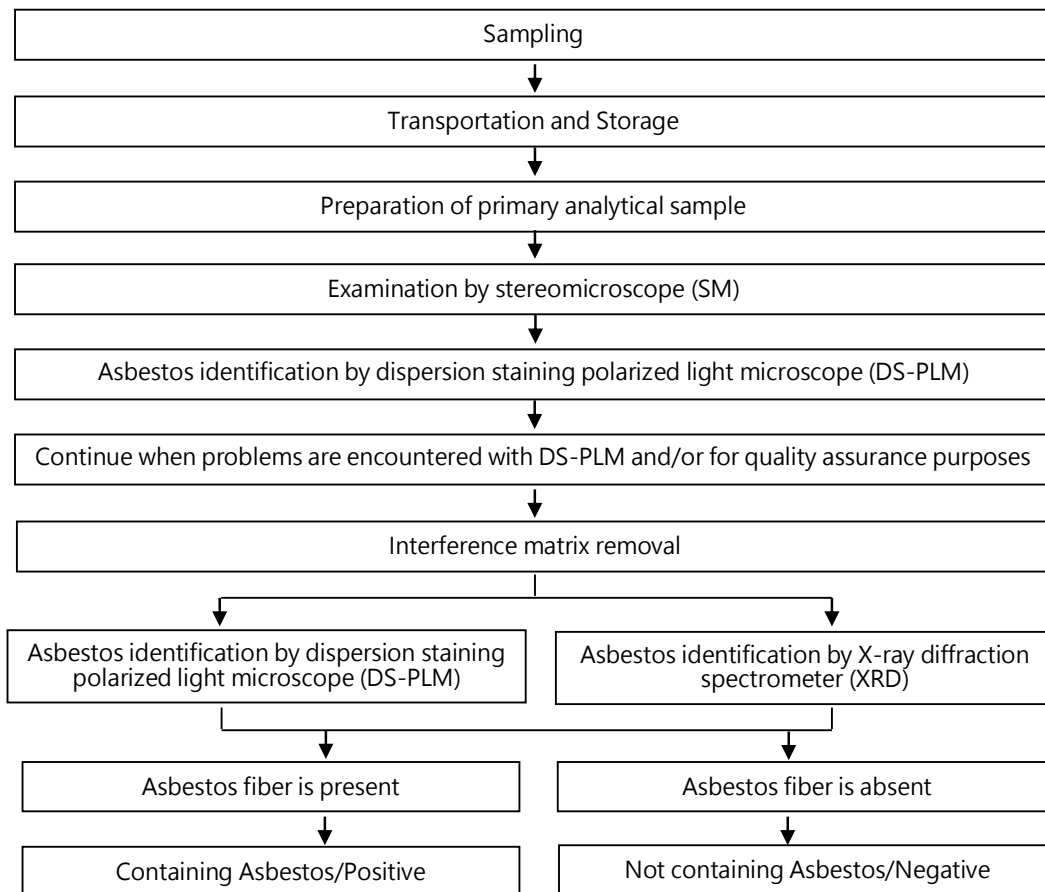 Sampling
Transportation and Storage
Preparation of primary analytical sample
Examination by stereomicroscope (SM)
Asbestos identification by dispersion staining polarized light microscope (DS-PLM)
Continue when problems are encountered with DS-PLM and/or for quality assurance purposes
Interference matrix removal
Asbestos identification by dispersion staining
polarized light microscope (DS-PLM)
Asbestos identification by X-ray diffraction
spectrometer (XRD)
Asbestos fiber is present
Asbestos fiber is absent
Containing Asbestos/Positive
Not containing Asbestos/Negative